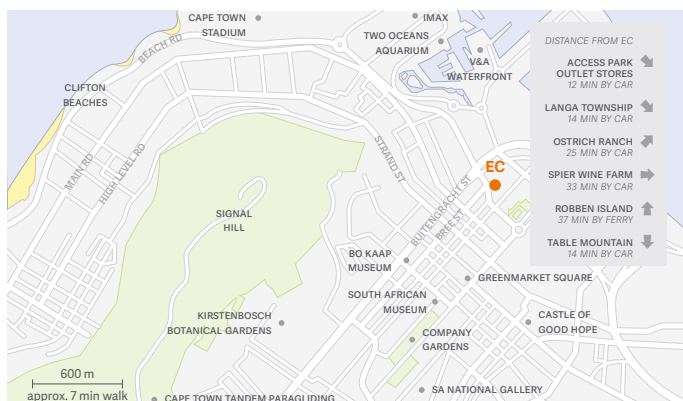 CAPE TOWN
STADIUM
IMAX
TWO OCEANS
AQUARIUM
BEACH RD
V&A
WATERFRONT
CLIFTON
BEACHES
MAIN RD
HIGH LEVEL RD
STRAND ST
EC
BUITENGRACHT ST
BREE ST
SIGNAL
HILL
BO KAAP
MUSEUM
GREENMARKET SQUARE
SOUTH AFRICAN
MUSEUM
KIRSTENBOSCH
BOTANICAL GARDENS
CASTLE OF
GOOD HOPE
COMPANY
GARDENS
600 m
approx. 7 min walk
CAPE TOWN TANDEM PARAGLIDING
SA NATIONAL GALLERY
DISTANCE FROM EC
ACCESS PARK
OUTLET STORES
12 MIN BY CAR
LANGA TOWNSHIP
14 MIN BY CAR
OSTRICH RANCH
25 MIN BY CAR
SPIER WINE FARM
33 MIN BY CAR
ROBBEN ISLAND
37 MIN BY FERRY
TABLE MOUNTAIN
14 MIN BY CAR